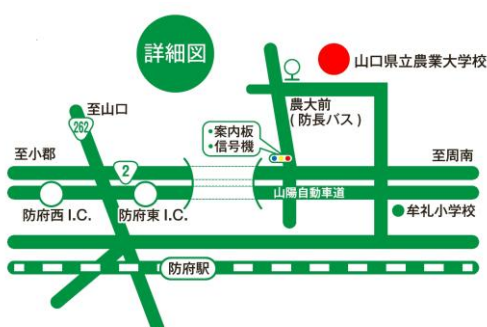 詳細図
山口県立農業大学校
至山口
262
農大前
(防長バス)
•案内板
•信号機
至小郡
2
至周南
山陽自動車道
防府西 I.C.
防府東 I.C.
牟礼小学校
防府駅